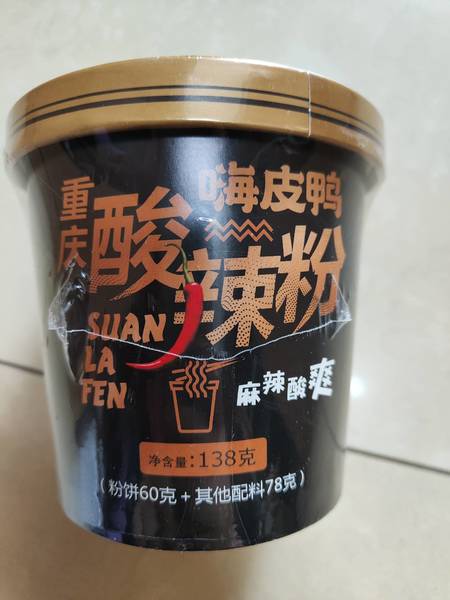 嗨皮鸭
重庆
酸辣粉
SUAN
LA
FEN
麻辣酸爽
净含量:138克
(粉饼60克+其他配料78克)